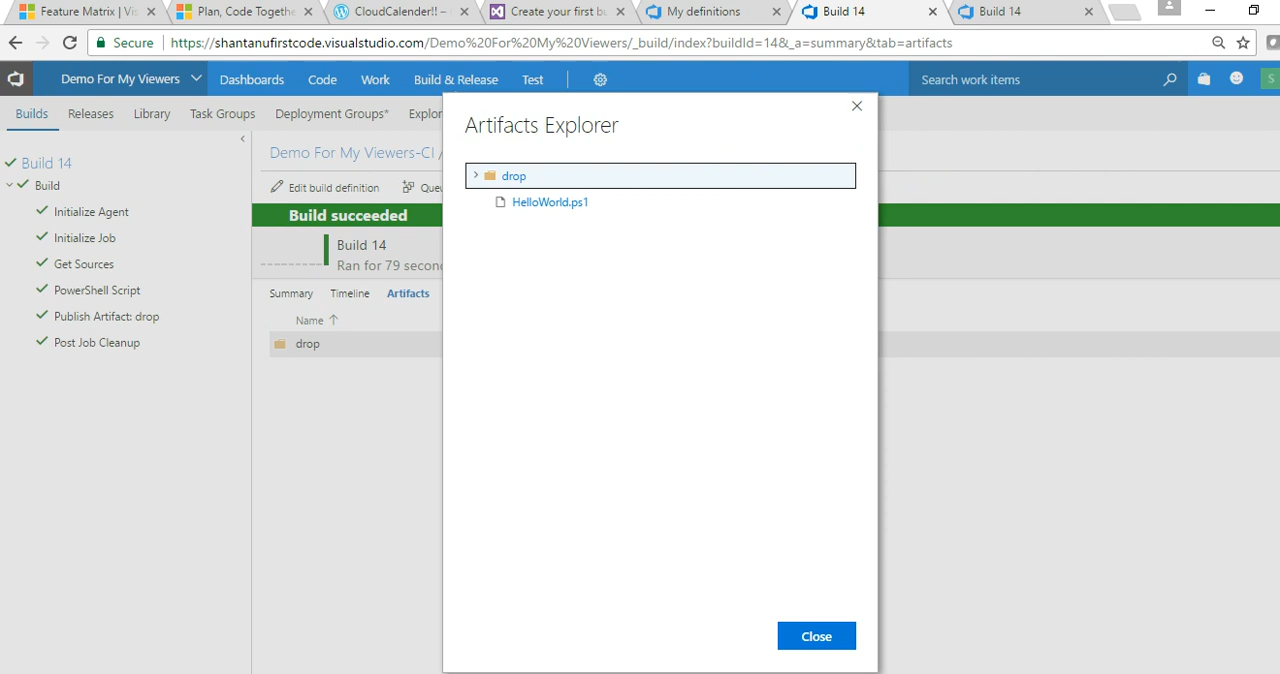 Feature Matrix | Vis
Plan, Code Togethe
CloudCalender!! –
Create your first bu
My definitions
Build 14
Build 14
Secure
https://shantanufirstcode.visualstudio.com/Demo%20For%20My%20Viewers/_build/index?buildId=14&_a=summary&tab=artifacts
Demo For My Viewers
Dashboards
Code
Work
Build & Release
Test
Search work items
S
Builds
Releases
Library
Task Groups
Deployment Groups*
Explor
Build 14
Build
Initialize Agent
Initialize Job
Get Sources
PowerShell Script
Publish Artifact: drop
Post Job Cleanup
Demo For My Viewers-CI /
Edit build definition
Queu
Build succeeded
Build 14
Ran for 79 second
Summary
Timeline
Artifacts
Name
drop
Artifacts Explorer
drop
HelloWorld.ps1
Close